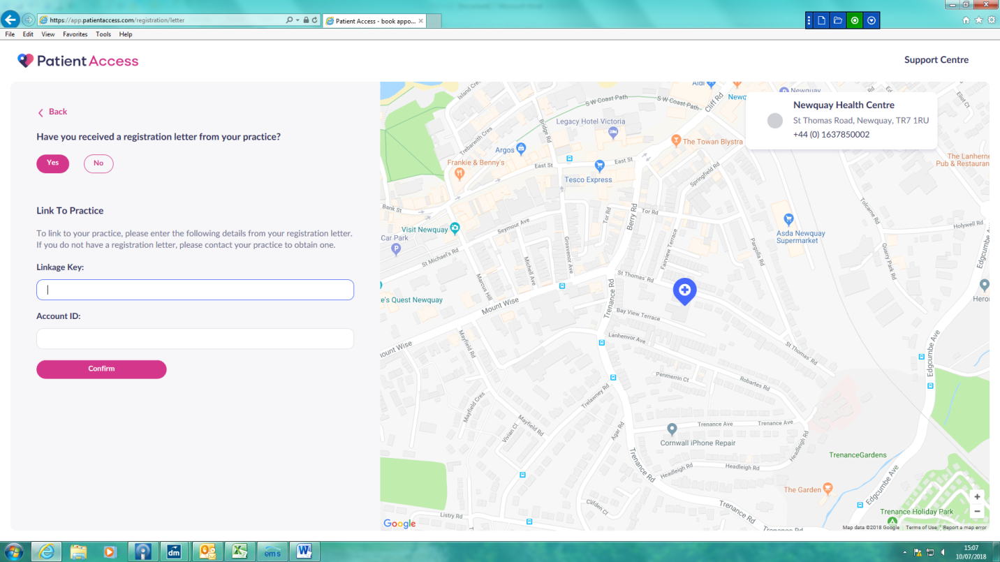 https://app.patientaccess.com/registration/letter
Patient Access - book appo...
File Edit View Favorites Tools Help
PatientAccess
Support Centre
Back
Have you received a registration letter from your practice?
Yes
No
Link To Practice
To link to your practice, please enter the following details from your registration letter.
If you do not have a registration letter, please contact your practice to obtain one.
Linkage Key:
Account ID:
Confirm
Newquay Health Centre
St Thomas Road, Newquay, TR7 1RU
+44 (0) 1637850002
Island Cre
S W Coast Path
S W Coast Path
Aldi
Cliff Rd
Newq
Newquay
Eliot Ct
Legacy Hotel Victoria
Bridge Rd
Trebarwith Cres
Argos
The Towan Blystra
Frankie & Benny's
East St
East St
Tesco Express
Springfield Rd
The Lanherne
Pub & Restauran
Bank St
Tor Rd
Tor Rd
Berry Rd
Tolcarne Rd
Visit Newquay
Seymour Ave
Car Park
Asda Newquay
Supermarket
Holywell Rd
St Michael's Rd
Grosvenor Ave
Fairview Terrace
Pargolla Rd
Quarry Park Rd
Edgcumbe
Michell Ave
Marcus Hill
St Thomas' Rd
e's Quest Newquay
Mount Wise
Trenance Rd
Heron
Bay View Terrace
Lanhenvor Ave
Mayfield Rd
ount Wise
St Thomas' Rd
Edgcumbe Ave
Penmerrin Ct
Robartes Rd
Trelawney Rd
Mayfield Cres
Mayfield Rd
Vivian Cl
Agar Rd
Trenance Ave
Trenance Ave
Cornwall iPhone Repair
Headleigh Rd
Headleigh Rd
Headleigh Rd
TrenanceGardens
Trenance Rd
The Garden
Edgcumbe Ave
Clifden Cl
Trenance Rd
Listry Rd
Trenance Holiday Park
Trenance Rd
Google
Map data ©2018 Google Terms of Use Report a map error
dm
ems
15:07
10/07/2018